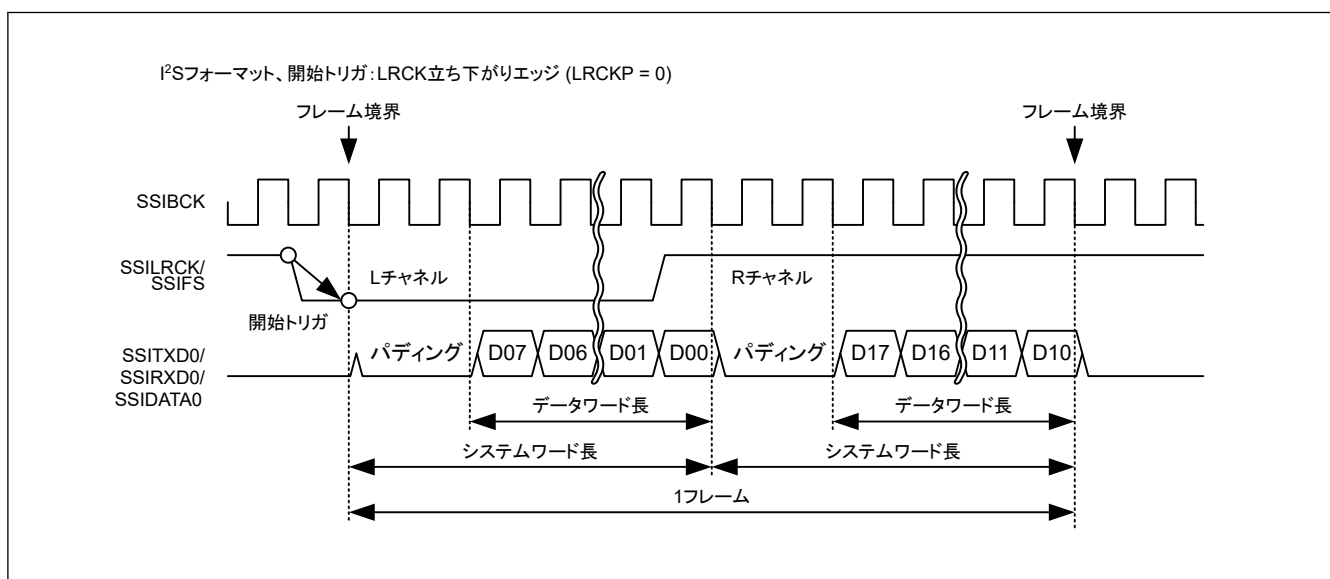 I²Sフォーマット、開始トリガ:LRCK立ち下がりエッジ (LRCKP = 0)
フレーム境界 フレーム境界
SSIBCK
SSILRCK/
SSIFS
Lチャネル Rチャネル
開始トリガ
SSITXD0/
SSIRXD0/
SSIDATA0
パディング D07 D06 D01 D00 パディング D17 D16 D11 D10
データワード長 データワード長
システムワード長 システムワード長
1フレーム